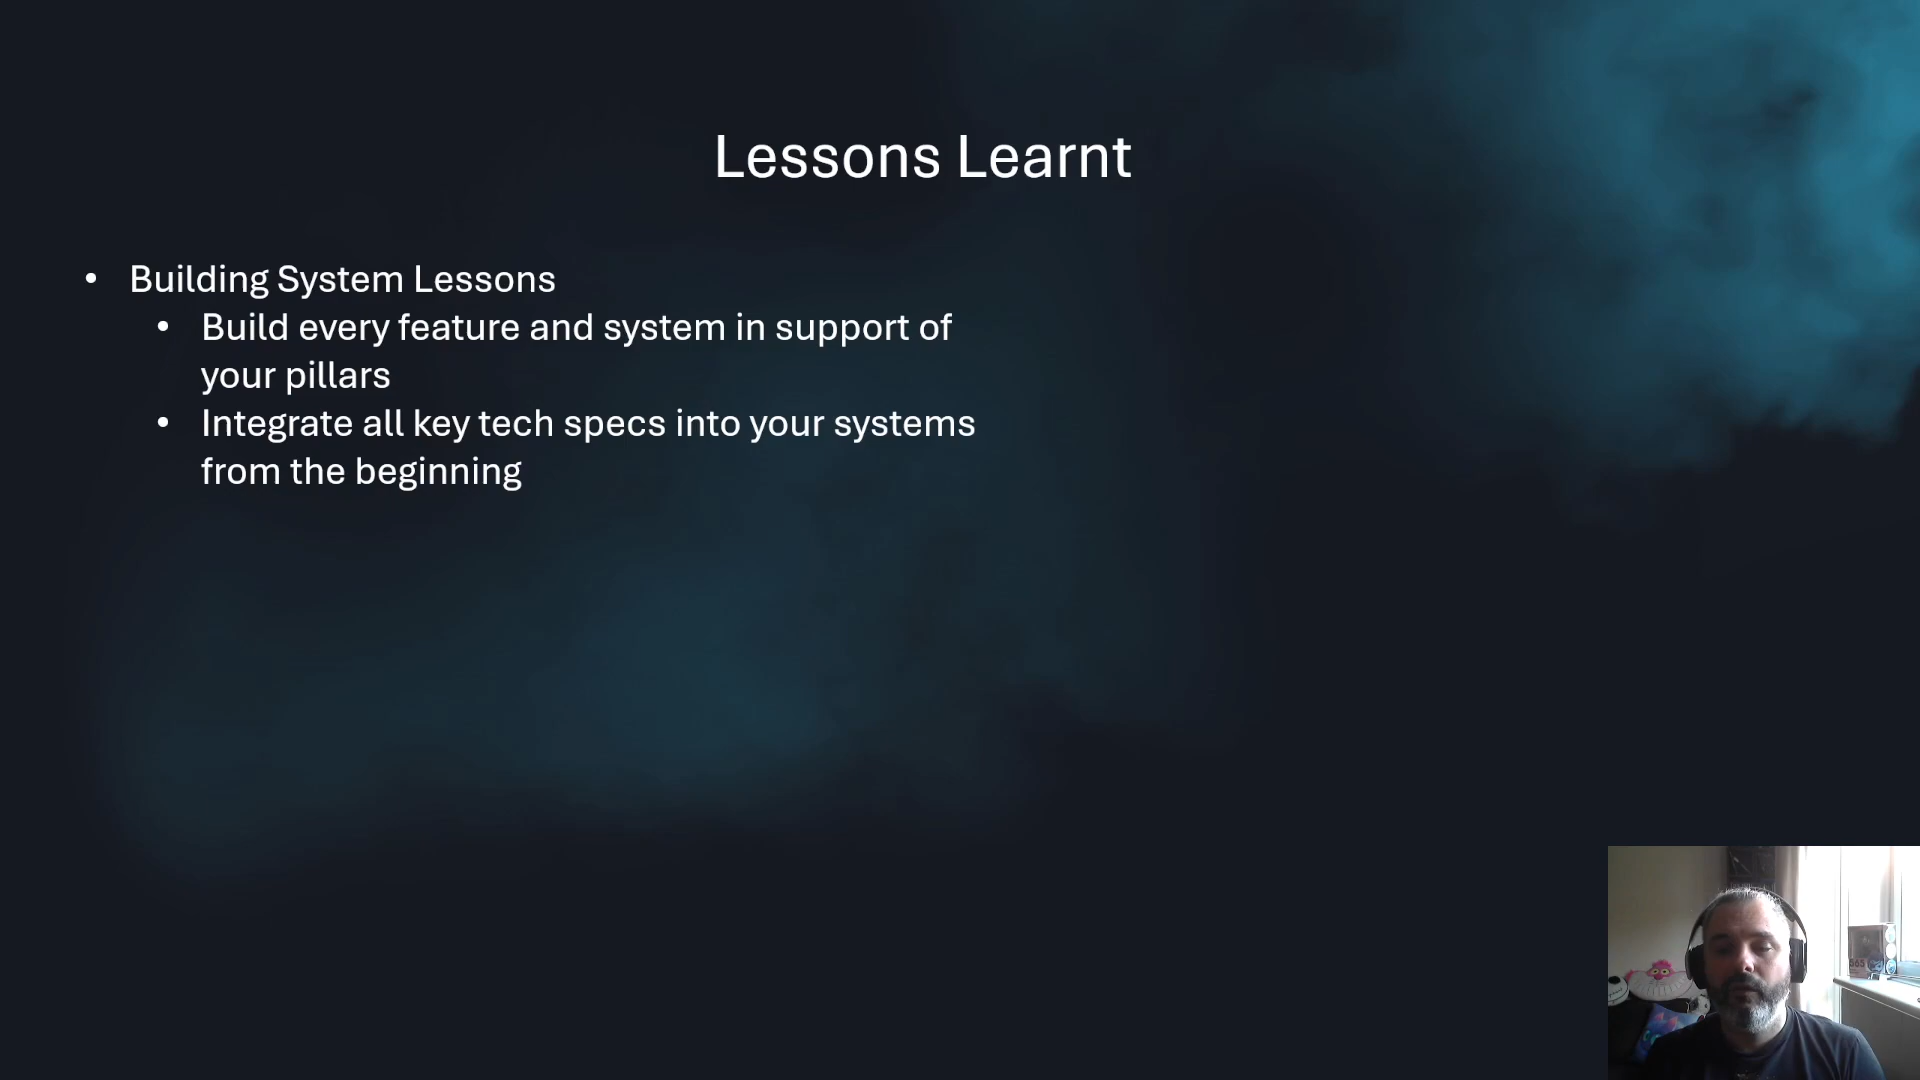 Lessons Learnt
• Building System Lessons
• Build every feature and system in support of
your pillars
• Integrate all key tech specs into your systems
from the beginning